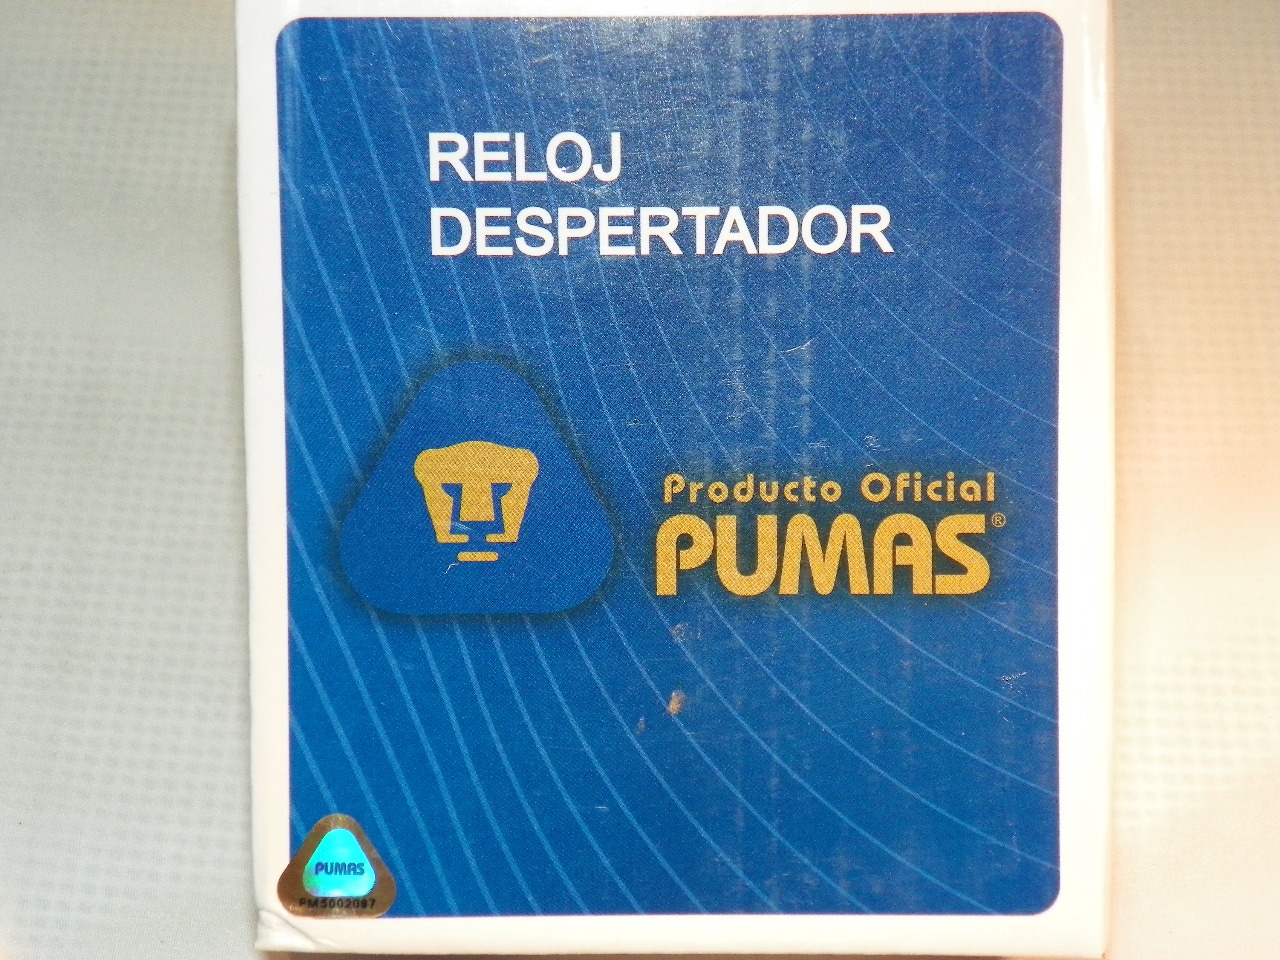 RELOJ
DESPERTADOR
Producto Oficial
PUMAS®
PUMAS
PM5002097